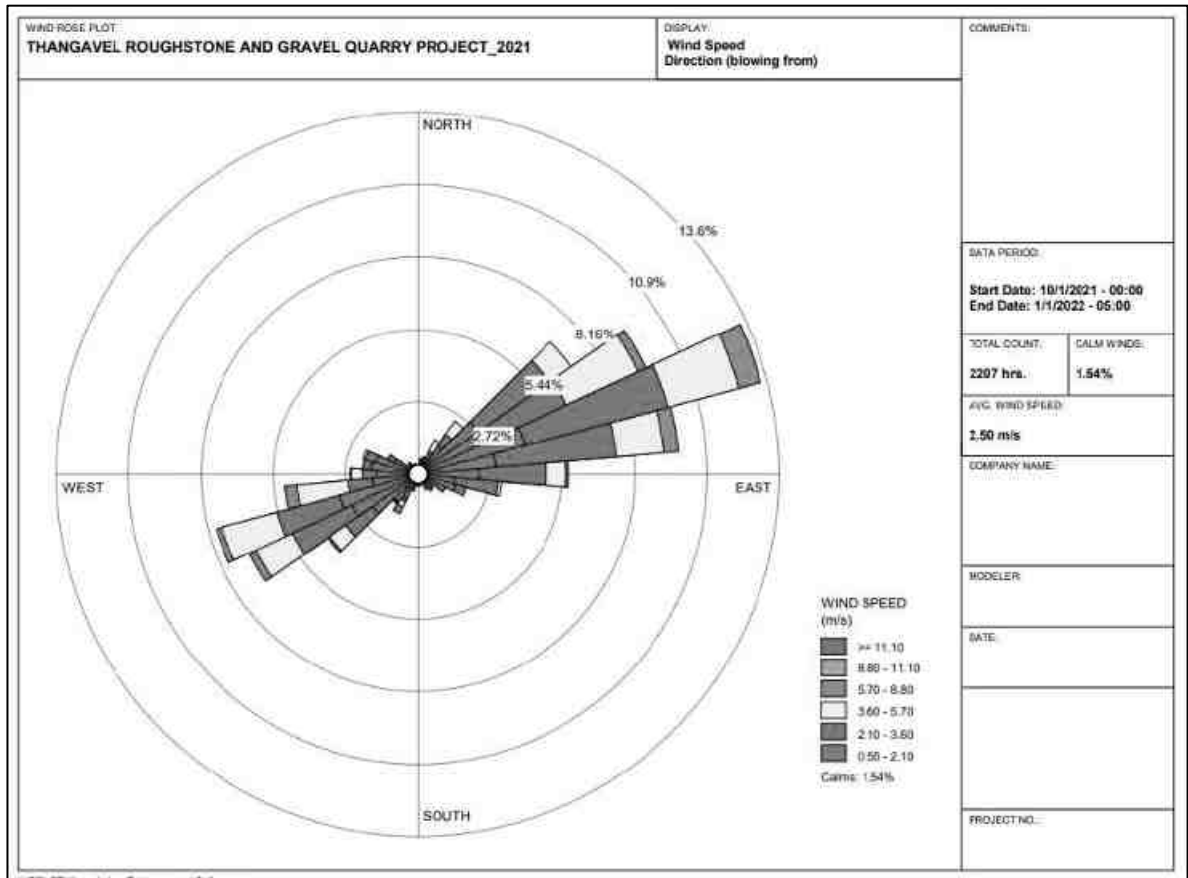 WIND ROSE PLOT:
THANGAVEL ROUGHSTONE AND GRAVEL QUARRY PROJECT_2021
DISPLAY:
Wind Speed
Direction (blowing from)
COMMENTS:
NORTH
13.6%
10.9%
8.16%
5.44%
2.72%
WEST
EAST
SOUTH
WIND SPEED
(m/s)
>= 11.10
8.80 - 11.10
5.70 - 8.80
3.60 - 5.70
2.10 - 3.60
0.50 - 2.10
Calms: 1.54%
DATA PERIOD:
Start Date: 10/1/2021 - 00:00
End Date: 1/1/2022 - 05:00
TOTAL COUNT:
2207 hrs.
CALM WINDS:
1.54%
AVG. WIND SPEED:
2.50 m/s
COMPANY NAME:
MODELER:
DATE:
PROJECT NO.: